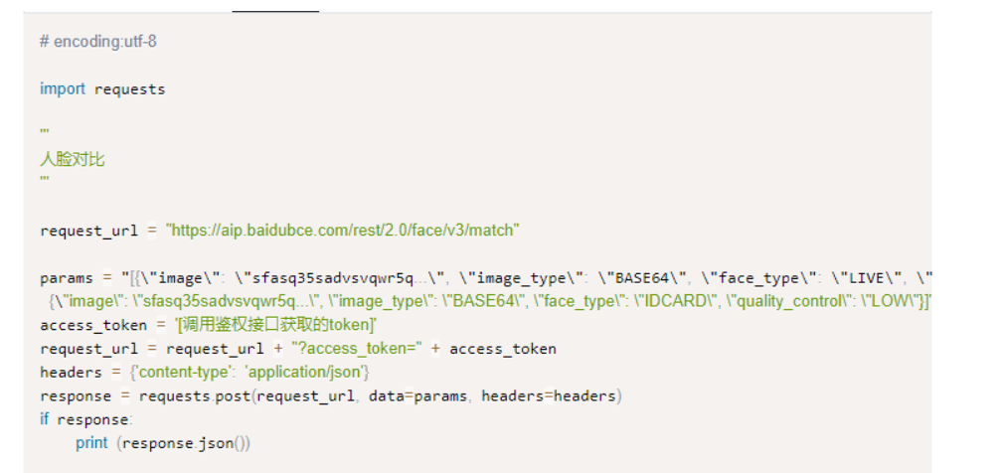 # encoding:utf-8
import requests
'''
人脸对比
'''
request_url = "https://aip.baidubce.com/rest/2.0/face/v3/match"
params = "[{\"image\": \"sfasq35sadvsvqwr5q...\", \"image_type\": \"BASE64\", \"face_type\": \"LIVE\", \"
{\"image\": \"sfasq35sadvsvqwr5q...\", \"image_type\": \"BASE64\", \"face_type\": \"IDCARD\", \"quality_control\": \"LOW\"}]"
access_token = '[调用鉴权接口获取的token]'
request_url = request_url + "?access_token=" + access_token
headers = {'content-type': 'application/json'}
response = requests.post(request_url, data=params, headers=headers)
if response:
print (response.json())